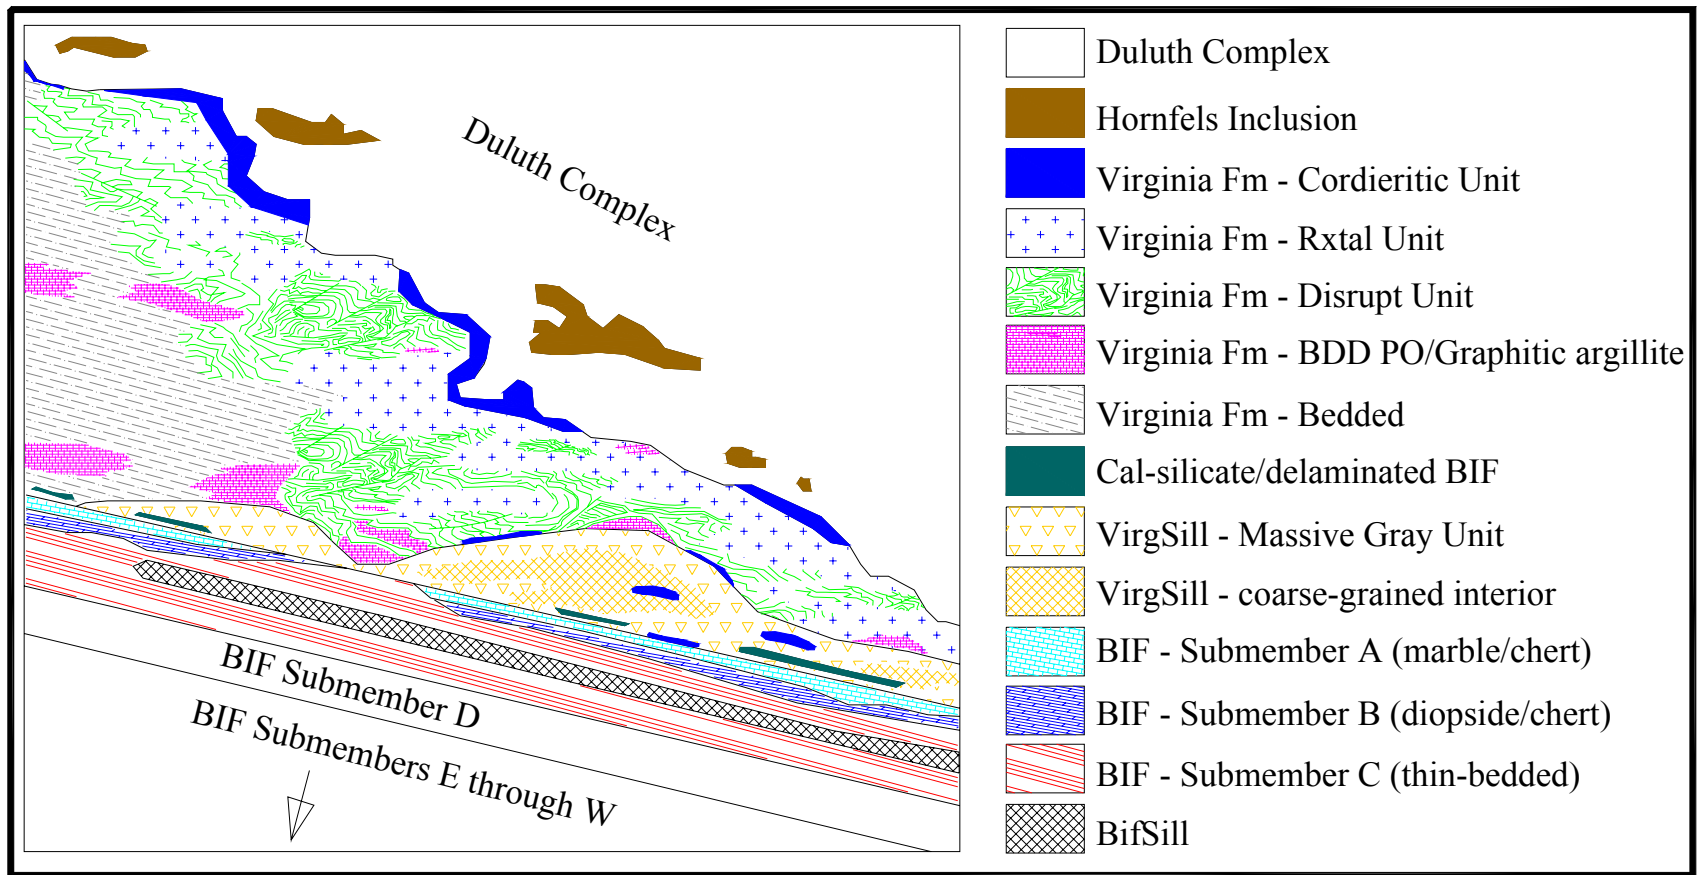 Duluth Complex
BIF Submember D
BIF Submembers E through W
Duluth Complex
Hornfels Inclusion
Virginia Fm - Cordieritic Unit
Virginia Fm - Rxtal Unit
Virginia Fm - Disrupt Unit
Virginia Fm - BDD PO/Graphitic argillite
Virginia Fm - Bedded
Cal-silicate/delaminated BIF
VirgSill - Massive Gray Unit
VirgSill - coarse-grained interior
BIF - Submember A (marble/chert)
BIF - Submember B (diopside/chert)
BIF - Submember C (thin-bedded)
BifSill